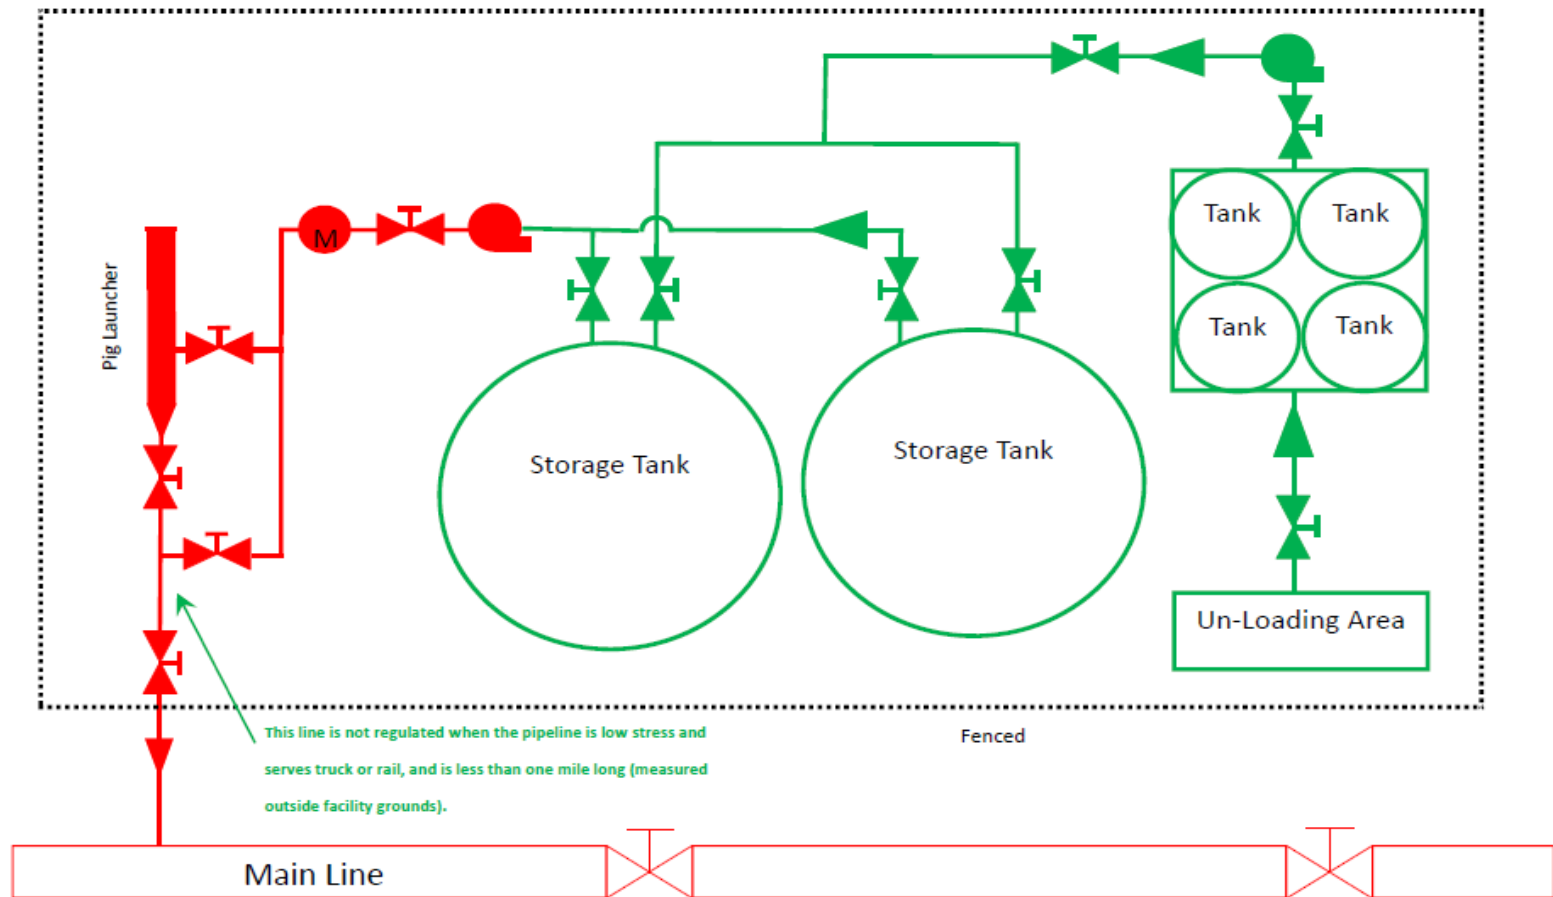 Tank
Tank
M
Pig Launcher
Tank
Tank
Storage Tank
Storage Tank
Un-Loading Area
This line is not regulated when the pipeline is low stress and
serves truck or rail, and is less than one mile long (measured
outside facility grounds).
Fenced
Main Line